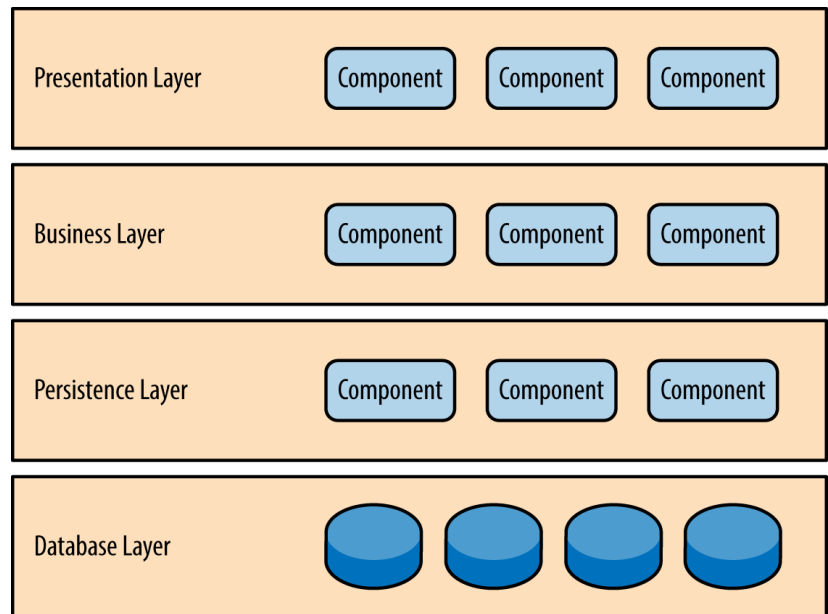 Presentation Layer Component Component Component
Business Layer Component Component Component
Persistence Layer Component Component Component
Database Layer